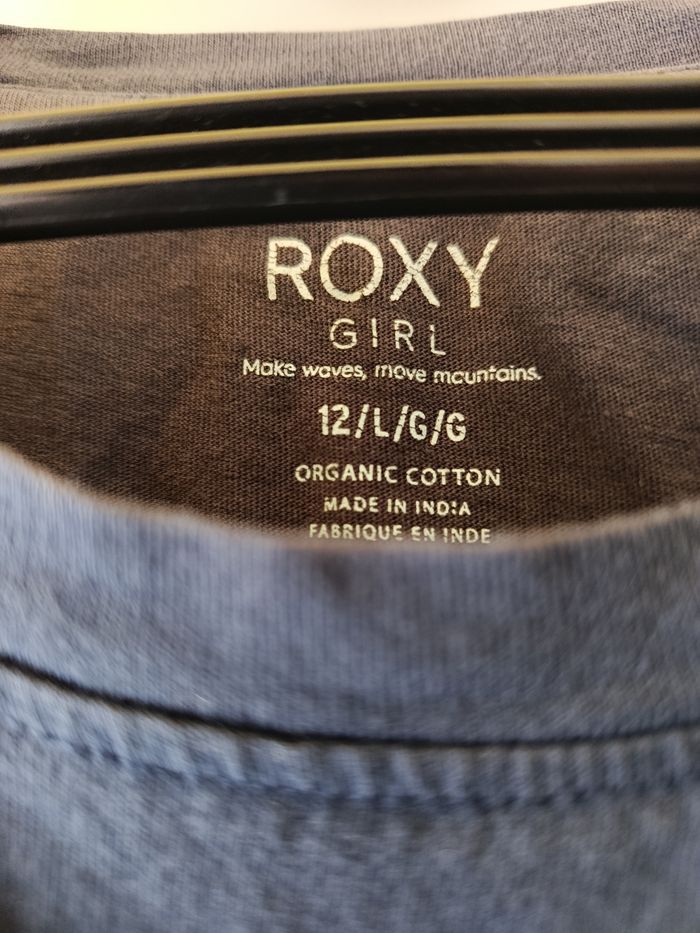 ROXY
GIRL
Make waves, move mountains.
12/L/G/G
ORGANIC COTTON
MADE IN INDIA
FABRIQUE EN INDE